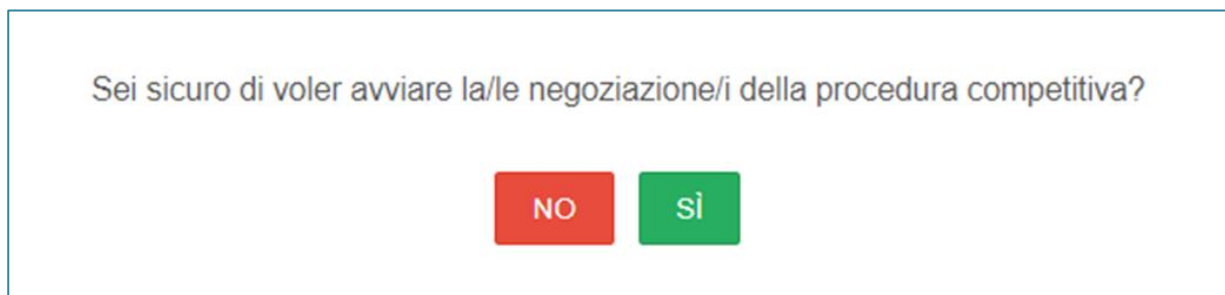 Sei sicuro di voler avviare la/le negoziazione/i della procedura competitiva?
NO SÌ